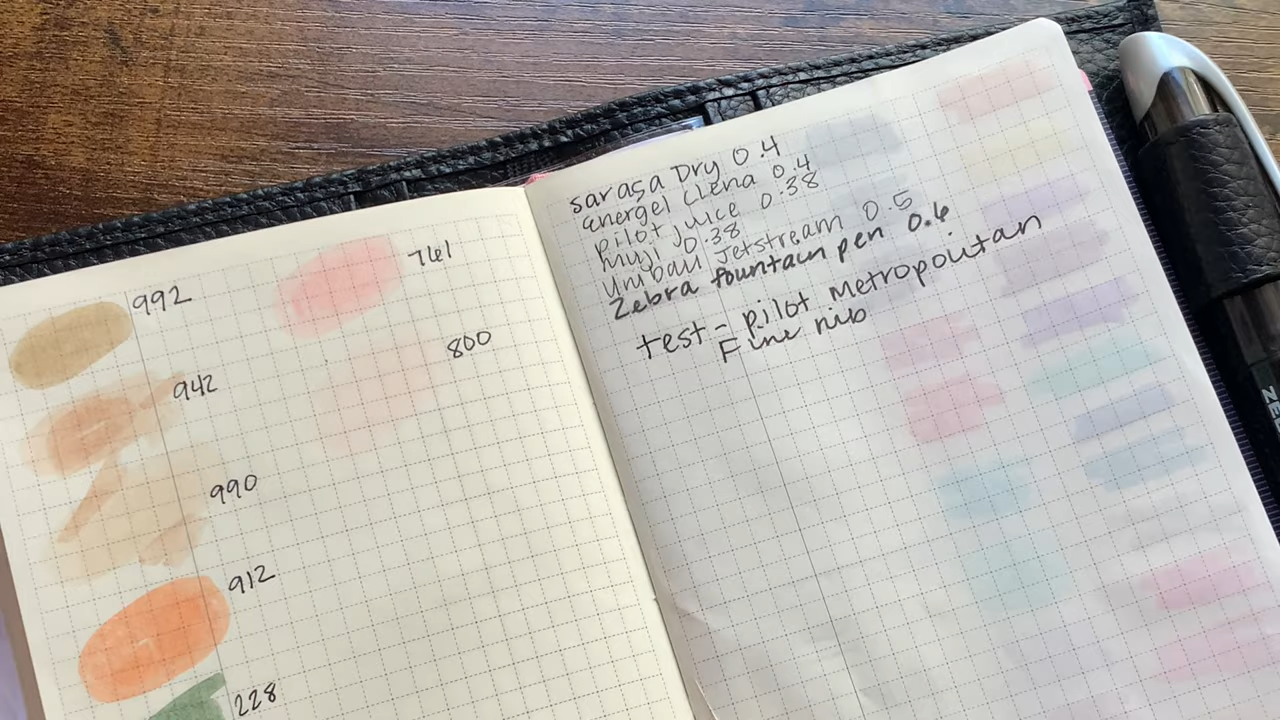 992
942
990
912
228
761
800
sarasa Dry 0.4
energel Clena 0.4
pilot juice 0.38
muji 0.38
Uniball Jetstream 0.5
Zebra fountain pen 0.6
test - pilot Metropolitan
Fine nib